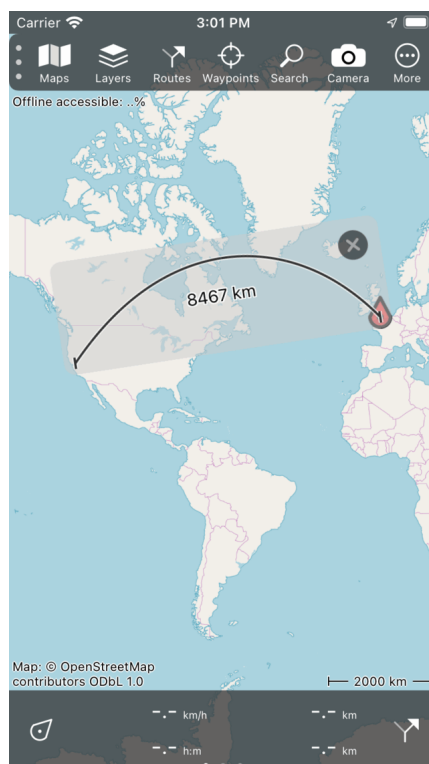 Carrier 3:01 PM
Maps Layers Routes Waypoints Search Camera More
Offline accessible: ..%
8467 km
Map: © OpenStreetMap
contributors ODbL 1.0
2000 km
-.- km/h -.- km
-.- h:m -.- km